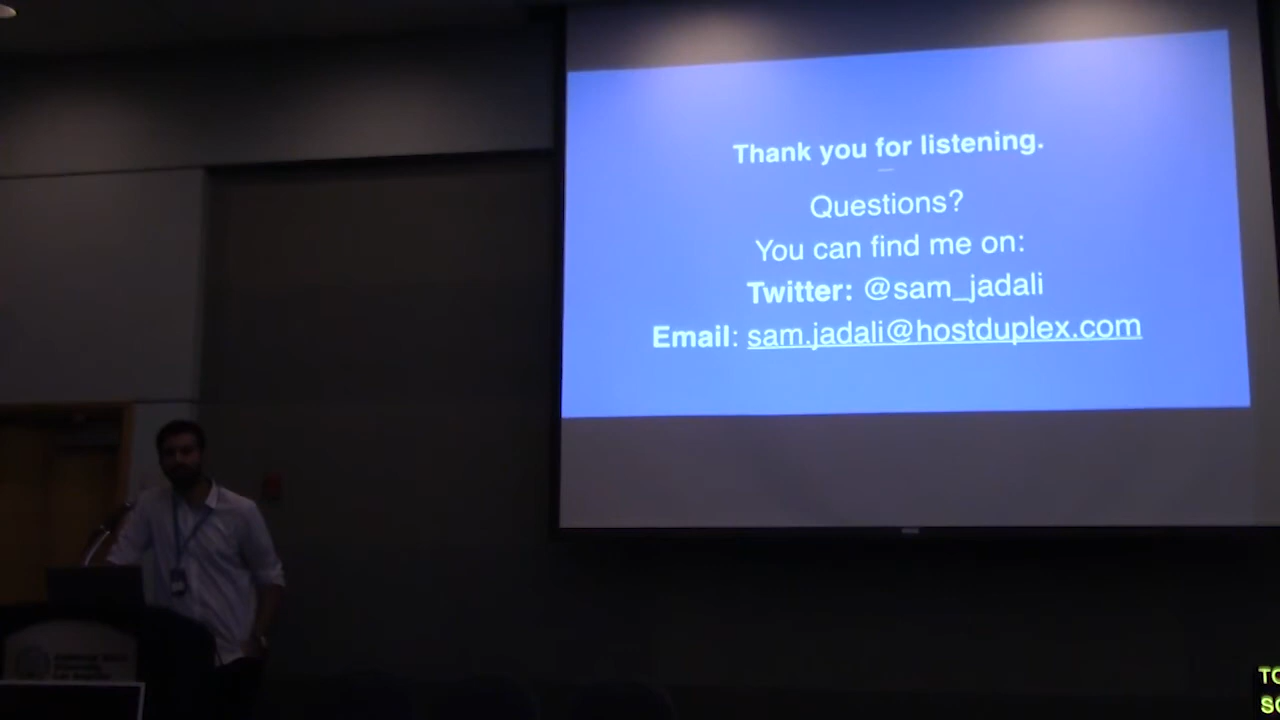 Thank you for listening.
Questions?
You can find me on:
Twitter: @sam_jadali
Email: sam.jadali@hostduplex.com